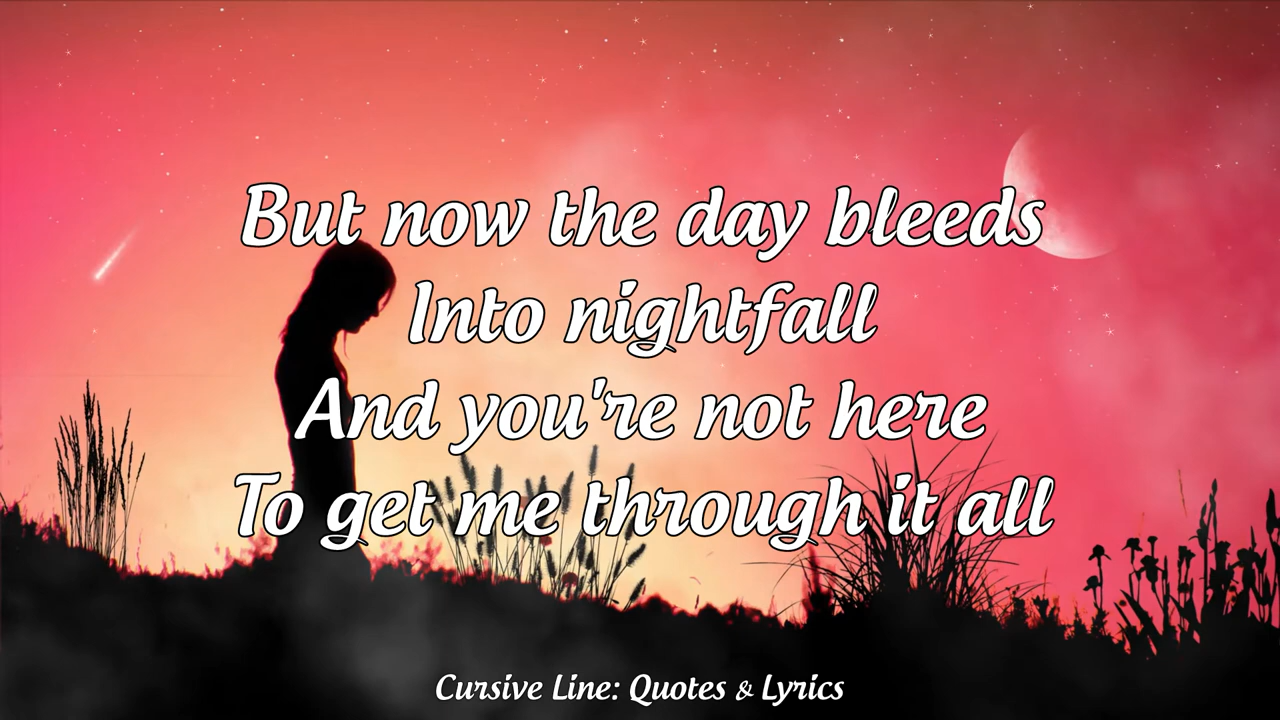 But now the day bleeds
Into nightfall
And you're not here
To get me through it all
Cursive Line: Quotes & Lyrics